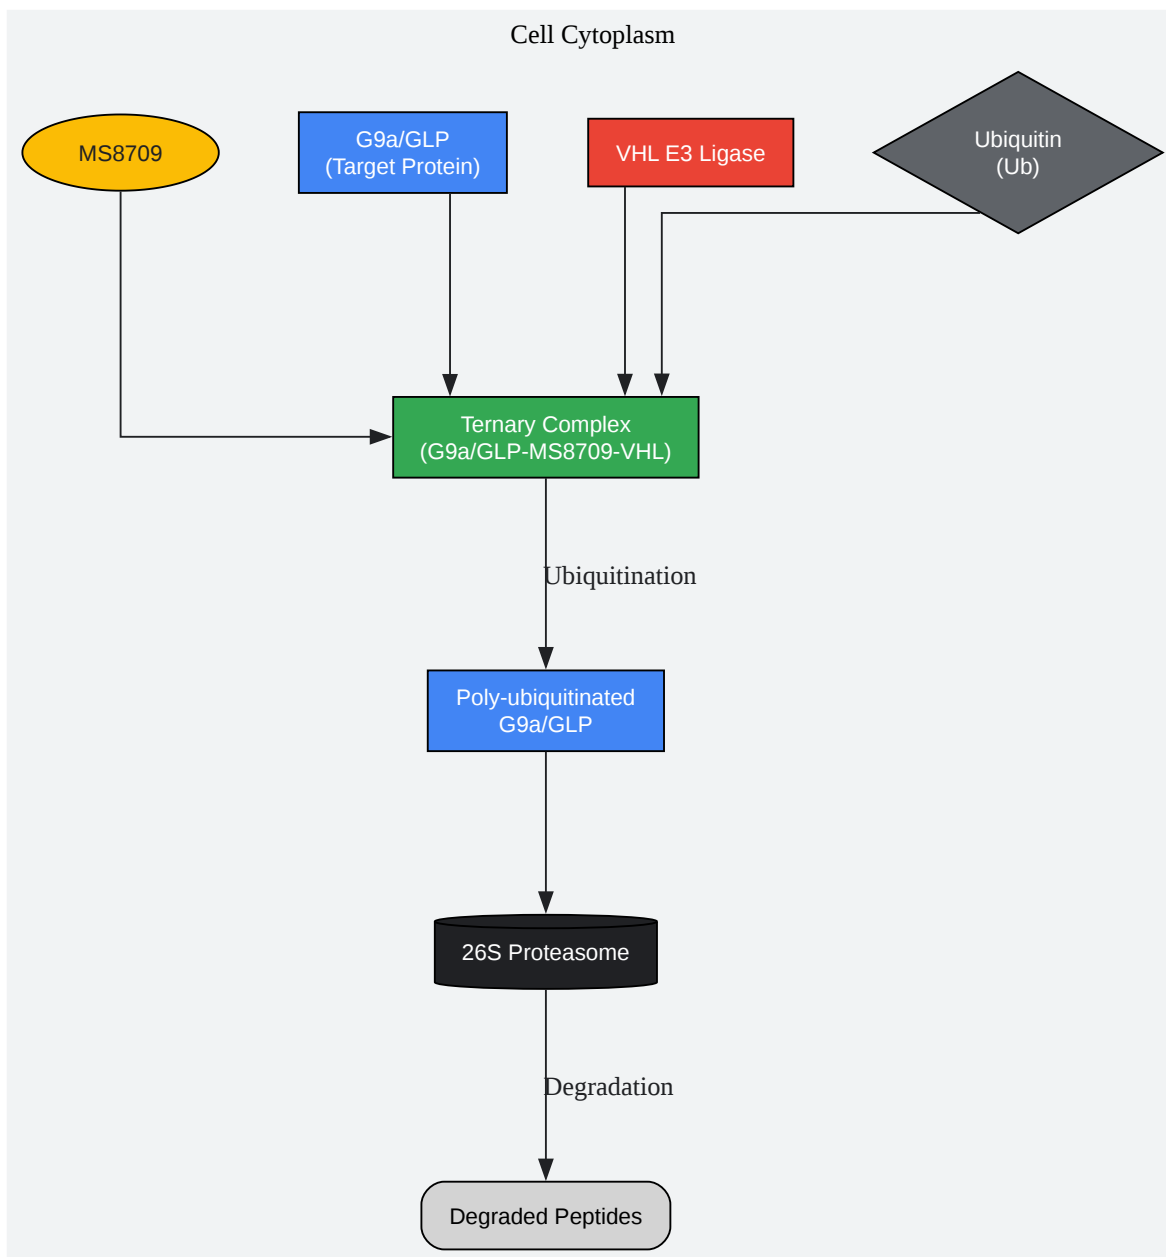 Cell Cytoplasm
MS8709
G9a/GLP
(Target Protein)
VHL E3 Ligase
Ubiquitin
(Ub)
Ternary Complex
(G9a/GLP-MS8709-VHL)
Ubiquitination
Poly-ubiquitinated
G9a/GLP
26S Proteasome
Degradation
Degraded Peptides